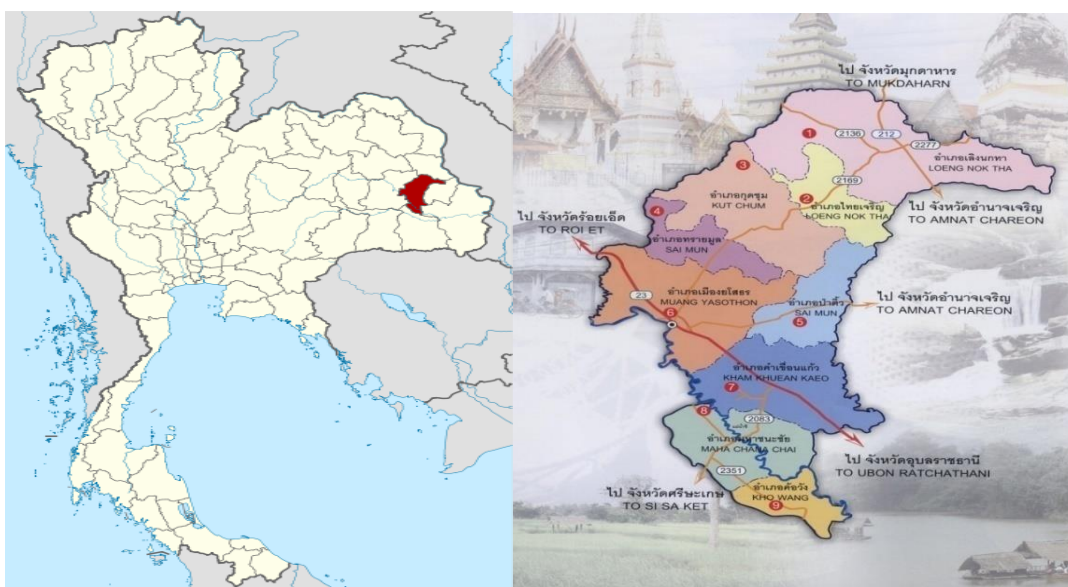 ไป จังหวัดมุกดาหาร
TO MUKDAHARN
1
2136
212
2277
อำเภอเลิงนกทา
LOENG NOK THA
3
อำเภอกุดชุม
KUT CHUM
2169
2
อำเภอไทยเจริญ
LOENG NOK THA
ไป จังหวัดอำนาจเจริญ
TO AMNAT CHAREON
ไป จังหวัดร้อยเอ็ด
TO ROI ET
4
อำเภอทรายมูล
SAI MUN
23
อำเภอเมืองยโสธร
MUANG YASOTHON
6
อำเภอป่าติ้ว
SAI MUN
5
ไป จังหวัดอำนาจเจริญ
TO AMNAT CHAREON
อำเภอคำเขื่อนแก้ว
KHAM KHUEAN KAEO
7
8
2083
อำเภอมหาชนะชัย
MAHA CHANA CHAI
2351
ไป จังหวัดอุบลราชธานี
TO UBON RATCHATHANI
ไป จังหวัดศรีษะเกษ
TO SI SA KET
อำเภอค้อวัง
KHO WANG
9